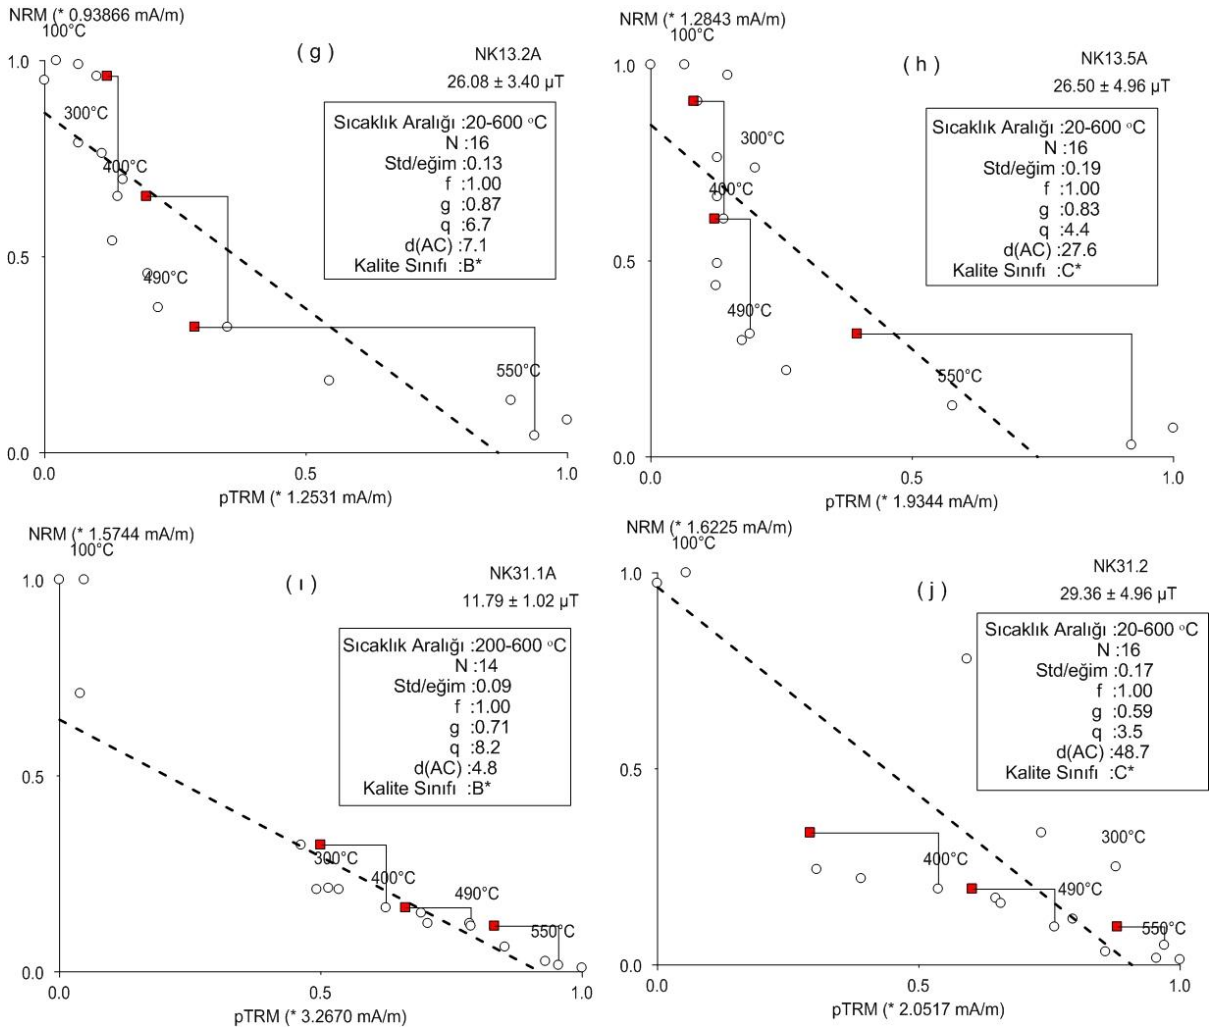 NRM (* 0.93866 mA/m)
100°C
( g )
NK13.2A
26.08 ± 3.40 µT
Sıcaklık Aralığı :20-600 °C
N :16
Std/eğim :0.13
f :1.00
g :0.87
q :6.7
d(AC) :7.1
Kalite Sınıfı :B*
1.0
300°C
400°C
0.5
490°C
550°C
0.0
0.0
0.5
1.0
pTRM (* 1.2531 mA/m)
NRM (* 1.2843 mA/m)
100°C
( h )
NK13.5A
26.50 ± 4.96 µT
Sıcaklık Aralığı :20-600 °C
N :16
Std/eğim :0.19
f :1.00
g :0.83
q :4.4
d(AC) :27.6
Kalite Sınıfı :C*
1.0
300°C
400°C
0.5
490°C
550°C
0.0
0.0
0.5
1.0
pTRM (* 1.9344 mA/m)
NRM (* 1.5744 mA/m)
100°C
( ı )
NK31.1A
11.79 ± 1.02 µT
Sıcaklık Aralığı :200-600 °C
N :14
Std/eğim :0.09
f :1.00
g :0.71
q :8.2
d(AC) :4.8
Kalite Sınıfı :B*
1.0
0.5
300°C
400°C
490°C
550°C
0.0
0.0
0.5
1.0
pTRM (* 3.2670 mA/m)
NRM (* 1.6225 mA/m)
100°C
( j )
NK31.2
29.36 ± 4.96 µT
Sıcaklık Aralığı :20-600 °C
N :16
Std/eğim :0.17
f :1.00
g :0.59
q :3.5
d(AC) :48.7
Kalite Sınıfı :C*
1.0
0.5
300°C
400°C
490°C
550°C
0.0
0.0
0.5
1.0
pTRM (* 2.0517 mA/m)